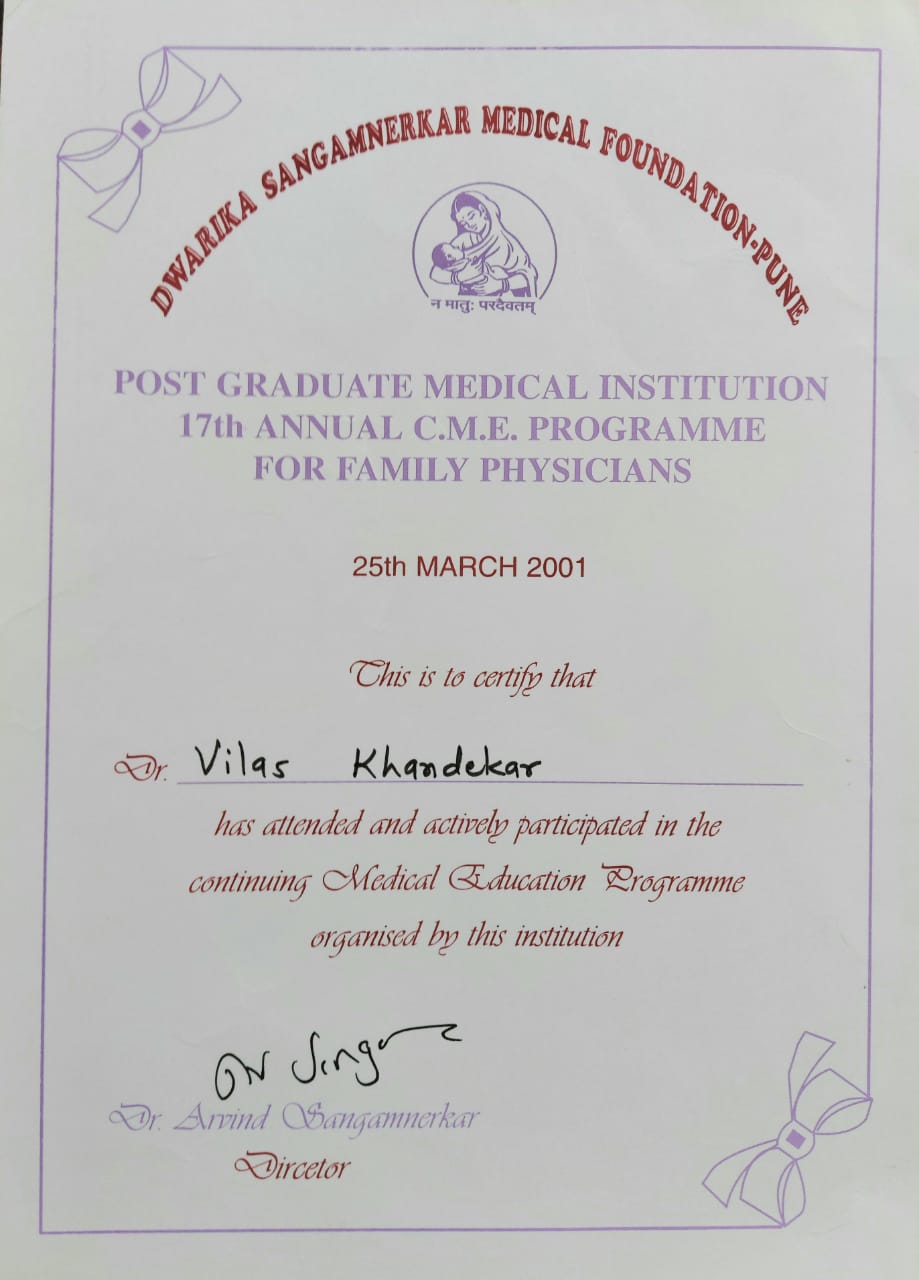 DWARIKA SANGAMNERKAR MEDICAL FOUNDATION-PUNE
न मातुः परदैवतम्
POST GRADUATE MEDICAL INSTITUTION
17th ANNUAL C.M.E. PROGRAMME
FOR FAMILY PHYSICIANS
25th MARCH 2001
This is to certify that
Dr. Vilas Khandekar
has attended and actively participated in the
continuing Medical Education Programme
organised by this institution
Dr. Arvind Sangamnerkar
Dircetor